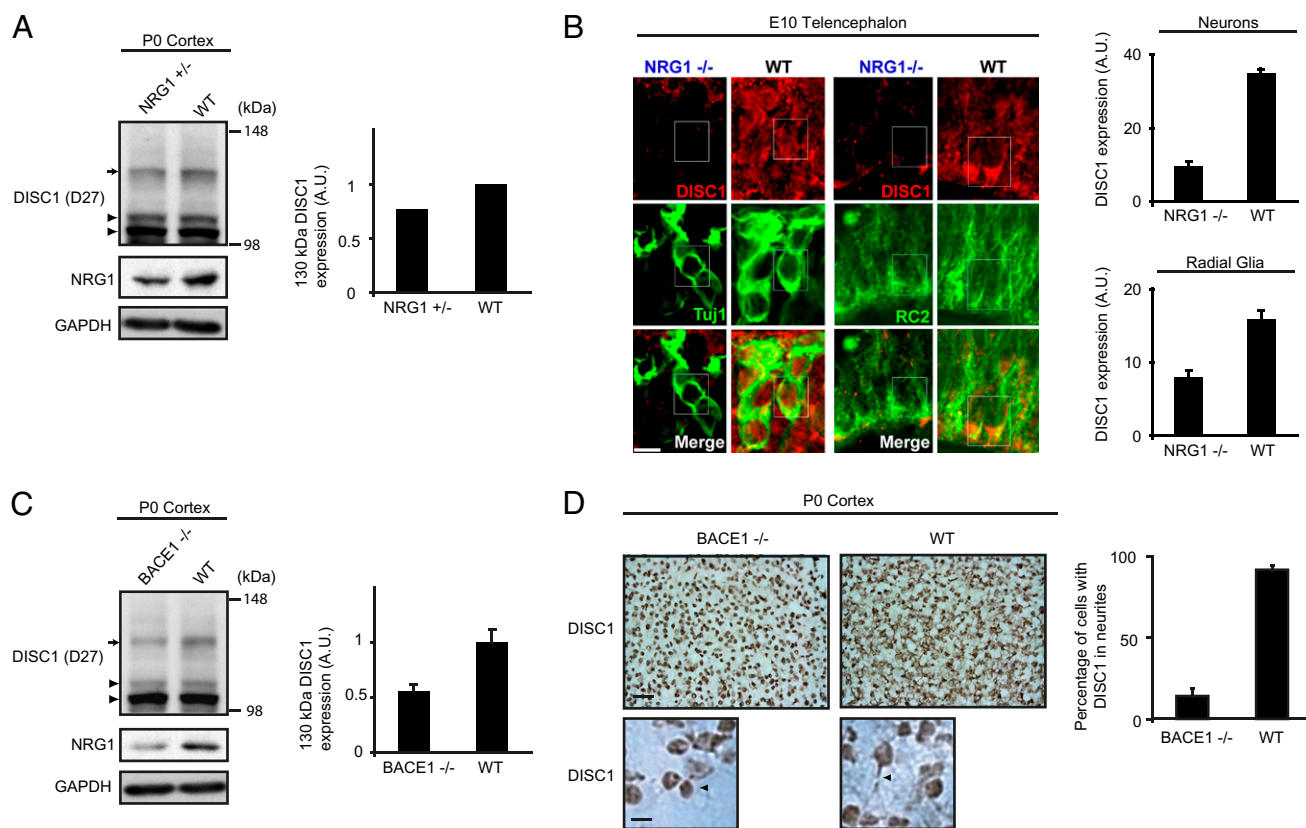 A
P0 Cortex
NRG1 +/-
WT
(kDa)
148
DISC1 (D27)
98
NRG1
GAPDH
130 kDa DISC1
expression (A.U.)
1
0.5
0
NRG1 +/-
WT
B
E10 Telencephalon
NRG1 -/-
WT
NRG1-/-
WT
DISC1
DISC1
Tuj1
RC2
Merge
Merge
Neurons
DISC1 expression (A.U.)
40
20
0
NRG1 -/-
WT
Radial Glia
DISC1 expression (A.U.)
20
10
0
NRG1 -/-
WT
C
P0 Cortex
BACE1 -/-
WT
(kDa)
148
DISC1 (D27)
98
NRG1
GAPDH
130 kDa DISC1
expression (A.U.)
1
0.5
0
BACE1 -/-
WT
D
P0 Cortex
BACE1 -/-
WT
DISC1
DISC1
Percentage of cells with
DISC1 in neurites
100
50
0
BACE1 -/-
WT